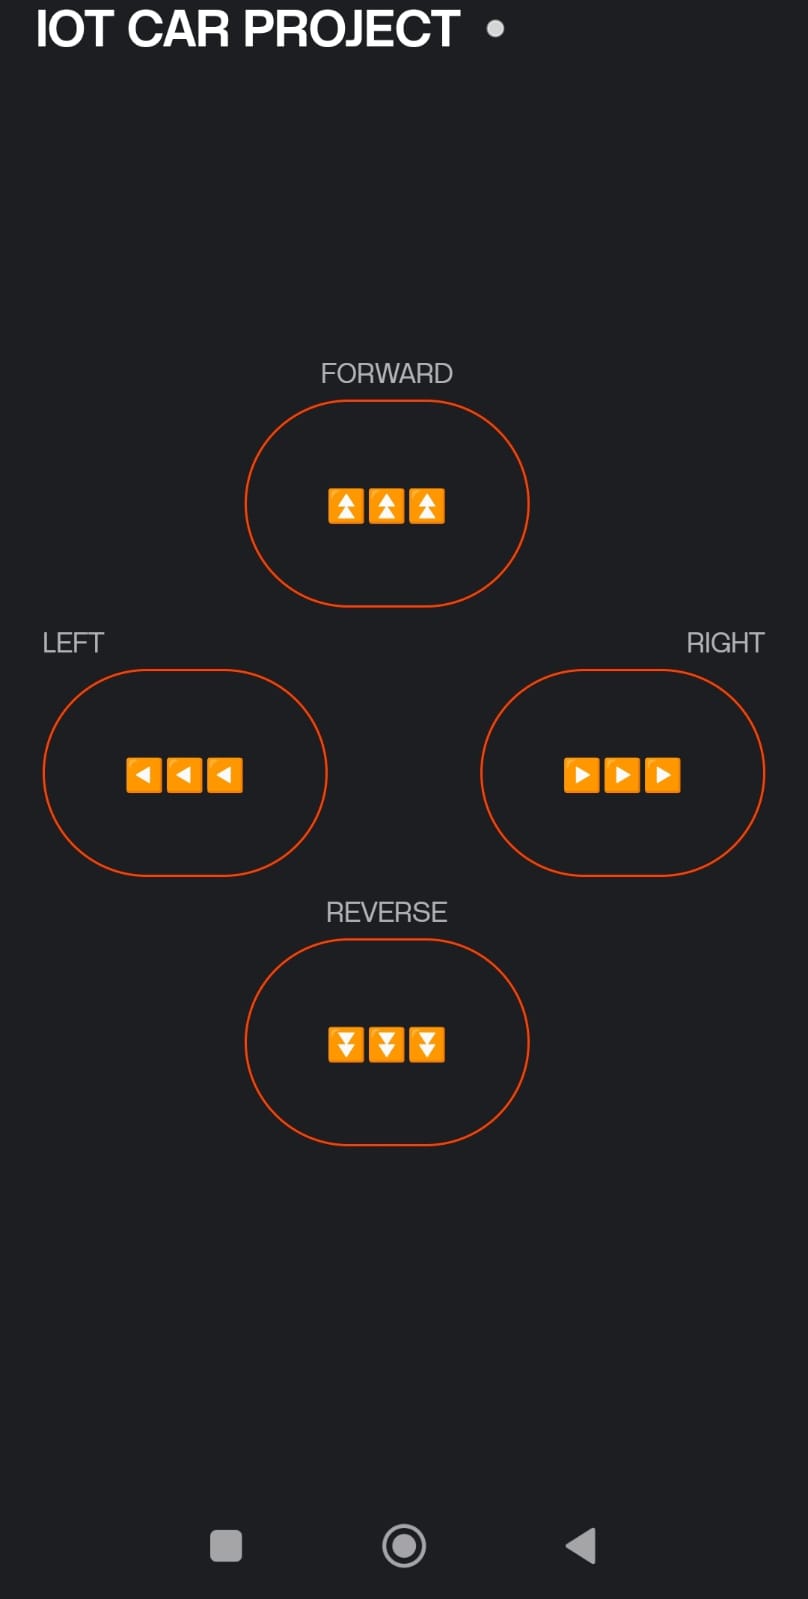 IOT CAR PROJECT
FORWARD
⏫⏫⏫
LEFT
RIGHT
◀️◀️◀️
▶️▶️▶️
REVERSE
⏬⏬⏬